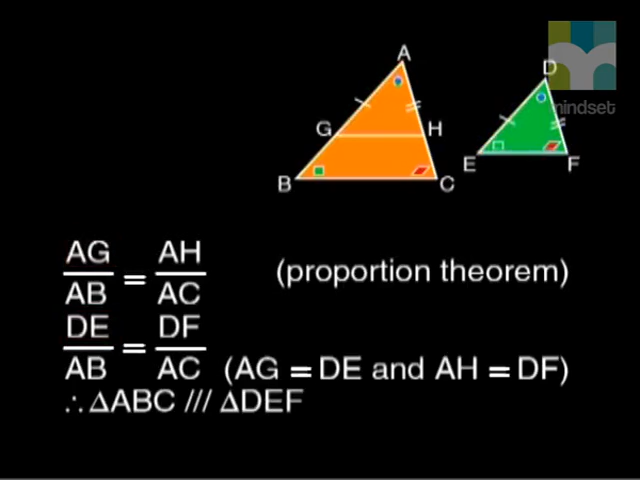 mindset
A
D
G
H
E
F
B
C
AG/AB = AH/AC (proportion theorem)
DE/AB = DF/AC (AG = DE and AH = DF)
∴ ΔABC /// ΔDEF